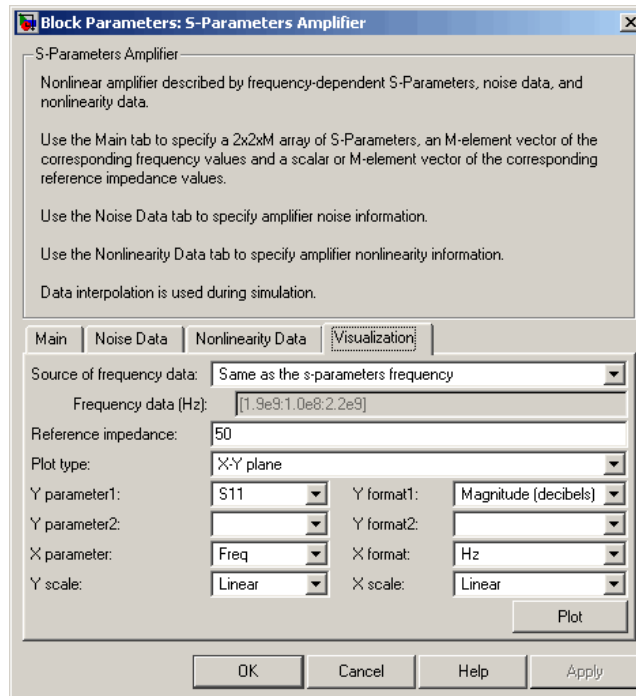 Block Parameters: S-Parameters Amplifier
S-Parameters Amplifier
Nonlinear amplifier described by frequency-dependent S-Parameters, noise data, and
nonlinearity data.
Use the Main tab to specify a 2x2xM array of S-Parameters, an M-element vector of the
corresponding frequency values and a scalar or M-element vector of the corresponding
reference impedance values.
Use the Noise Data tab to specify amplifier noise information.
Use the Nonlinearity Data tab to specify amplifier nonlinearity information.
Data interpolation is used during simulation.
Main Noise Data Nonlinearity Data Visualization
Source of frequency data: Same as the s-parameters frequency
Frequency data (Hz): [1.9e9:1.0e8:2.2e9]
Reference impedance: 50
Plot type: X-Y plane
Y parameter1: S11 Y format1: Magnitude (decibels)
Y parameter2: Y format2:
X parameter: Freq X format: Hz
Y scale: Linear X scale: Linear
Plot
OK Cancel Help Apply